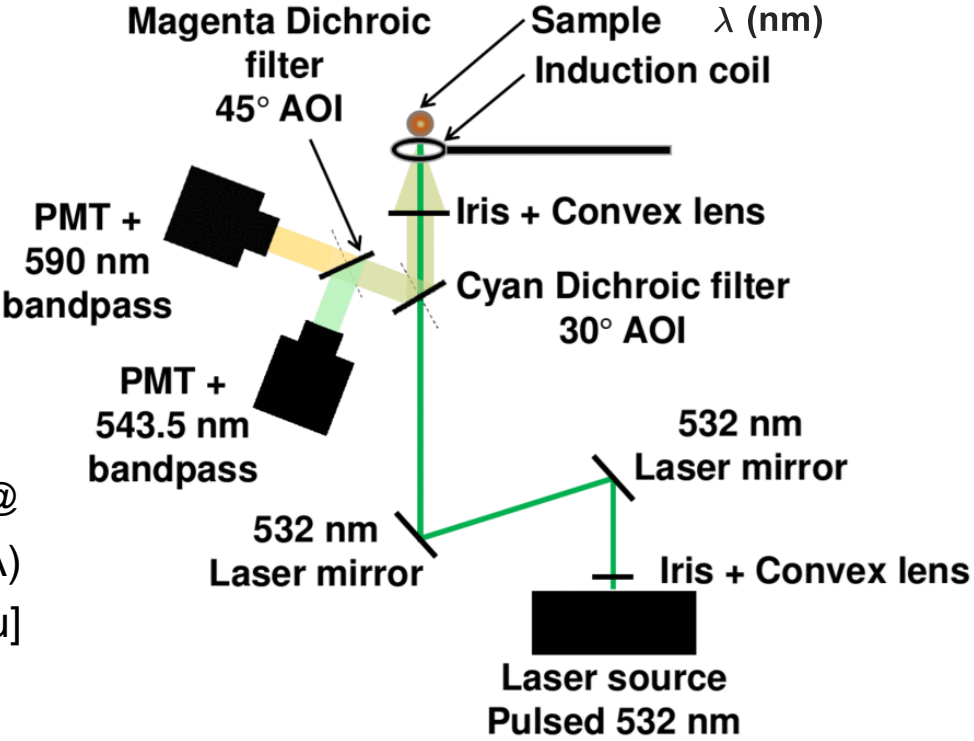 Magenta Dichroic
filter
45° AOI
Sample
λ (nm)
Induction coil
PMT +
590 nm
bandpass
Iris + Convex lens
Cyan Dichroic filter
30° AOI
PMT +
543.5 nm
bandpass
532 nm
Laser mirror
@
532 nm
Laser mirror
)
u]
Iris + Convex lens
Laser source
Pulsed 532 nm